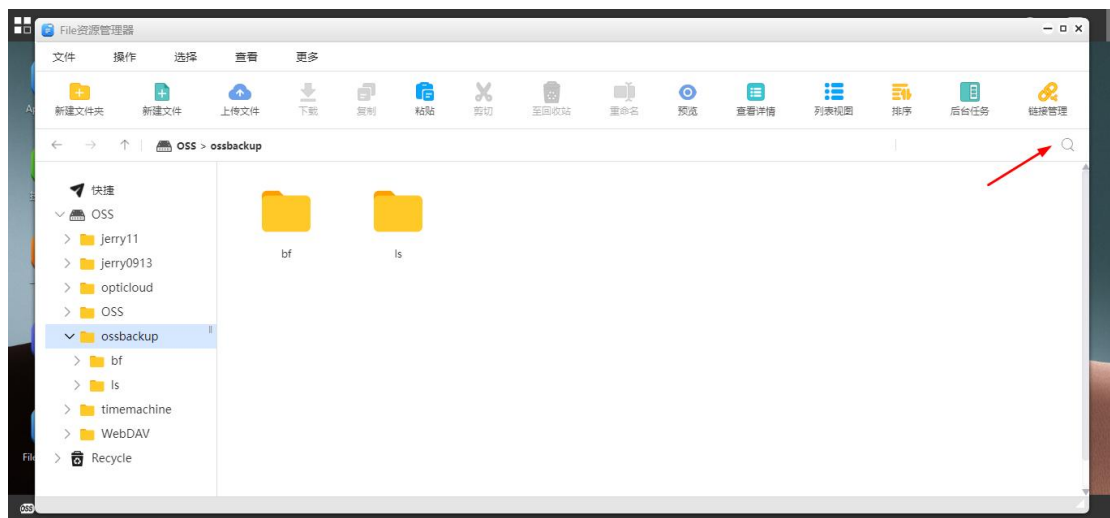 File资源管理器
文件 操作 选择 查看 更多
新建文件夹 新建文件 上传文件 下载 复制 粘贴 剪切 至回收站 重命名 预览 查看详情 列表视图 排序 后台任务 链接管理
OSS > ossbackup
快捷
OSS
jerry11
jerry0913
opticloud
OSS
ossbackup
bf
ls
timemachine
WebDAV
Recycle
bf ls
File
OSS